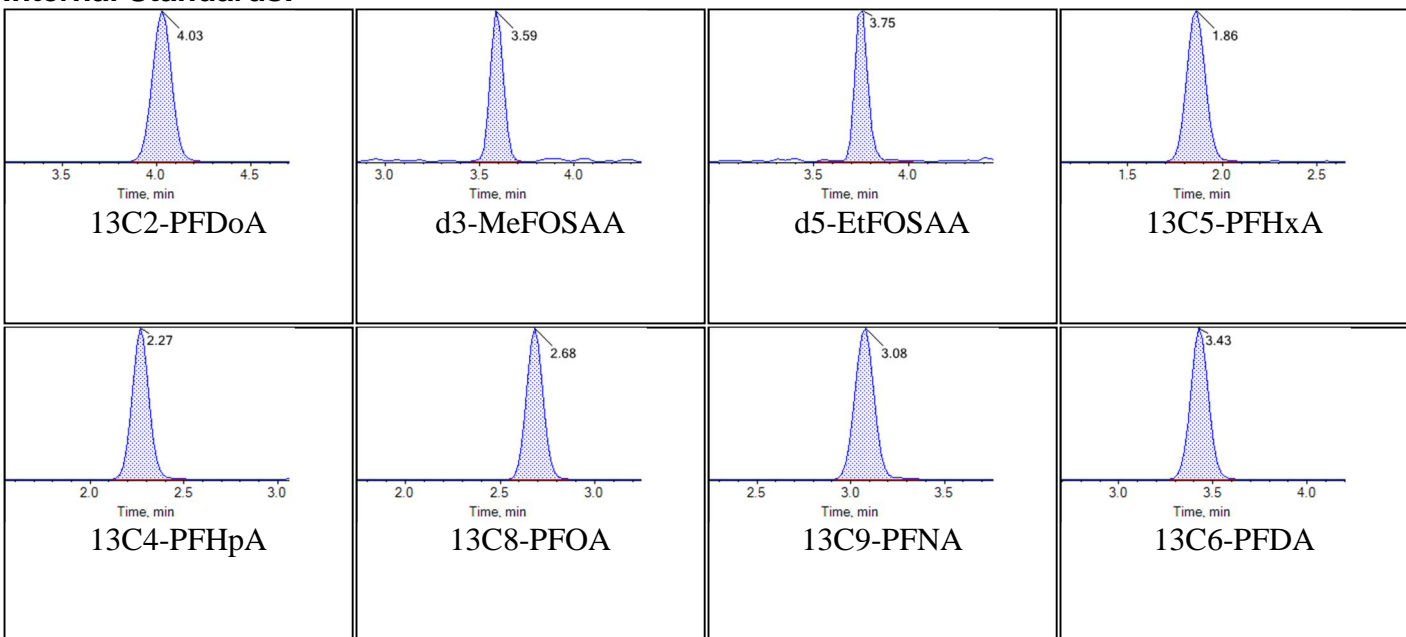 4.03
3.5 4.0 4.5
Time, min
13C2-PFDoA
3.59
3.0 3.5 4.0
Time, min
d3-MeFOSAA
3.75
3.5 4.0
Time, min
d5-EtFOSAA
1.86
1.5 2.0 2.5
Time, min
13C5-PFHxA
2.27
2.0 2.5 3.0
Time, min
13C4-PFHpA
2.68
2.0 2.5 3.0
Time, min
13C8-PFOA
3.08
2.5 3.0 3.5
Time, min
13C9-PFNA
3.43
3.0 3.5 4.0
Time, min
13C6-PFDA